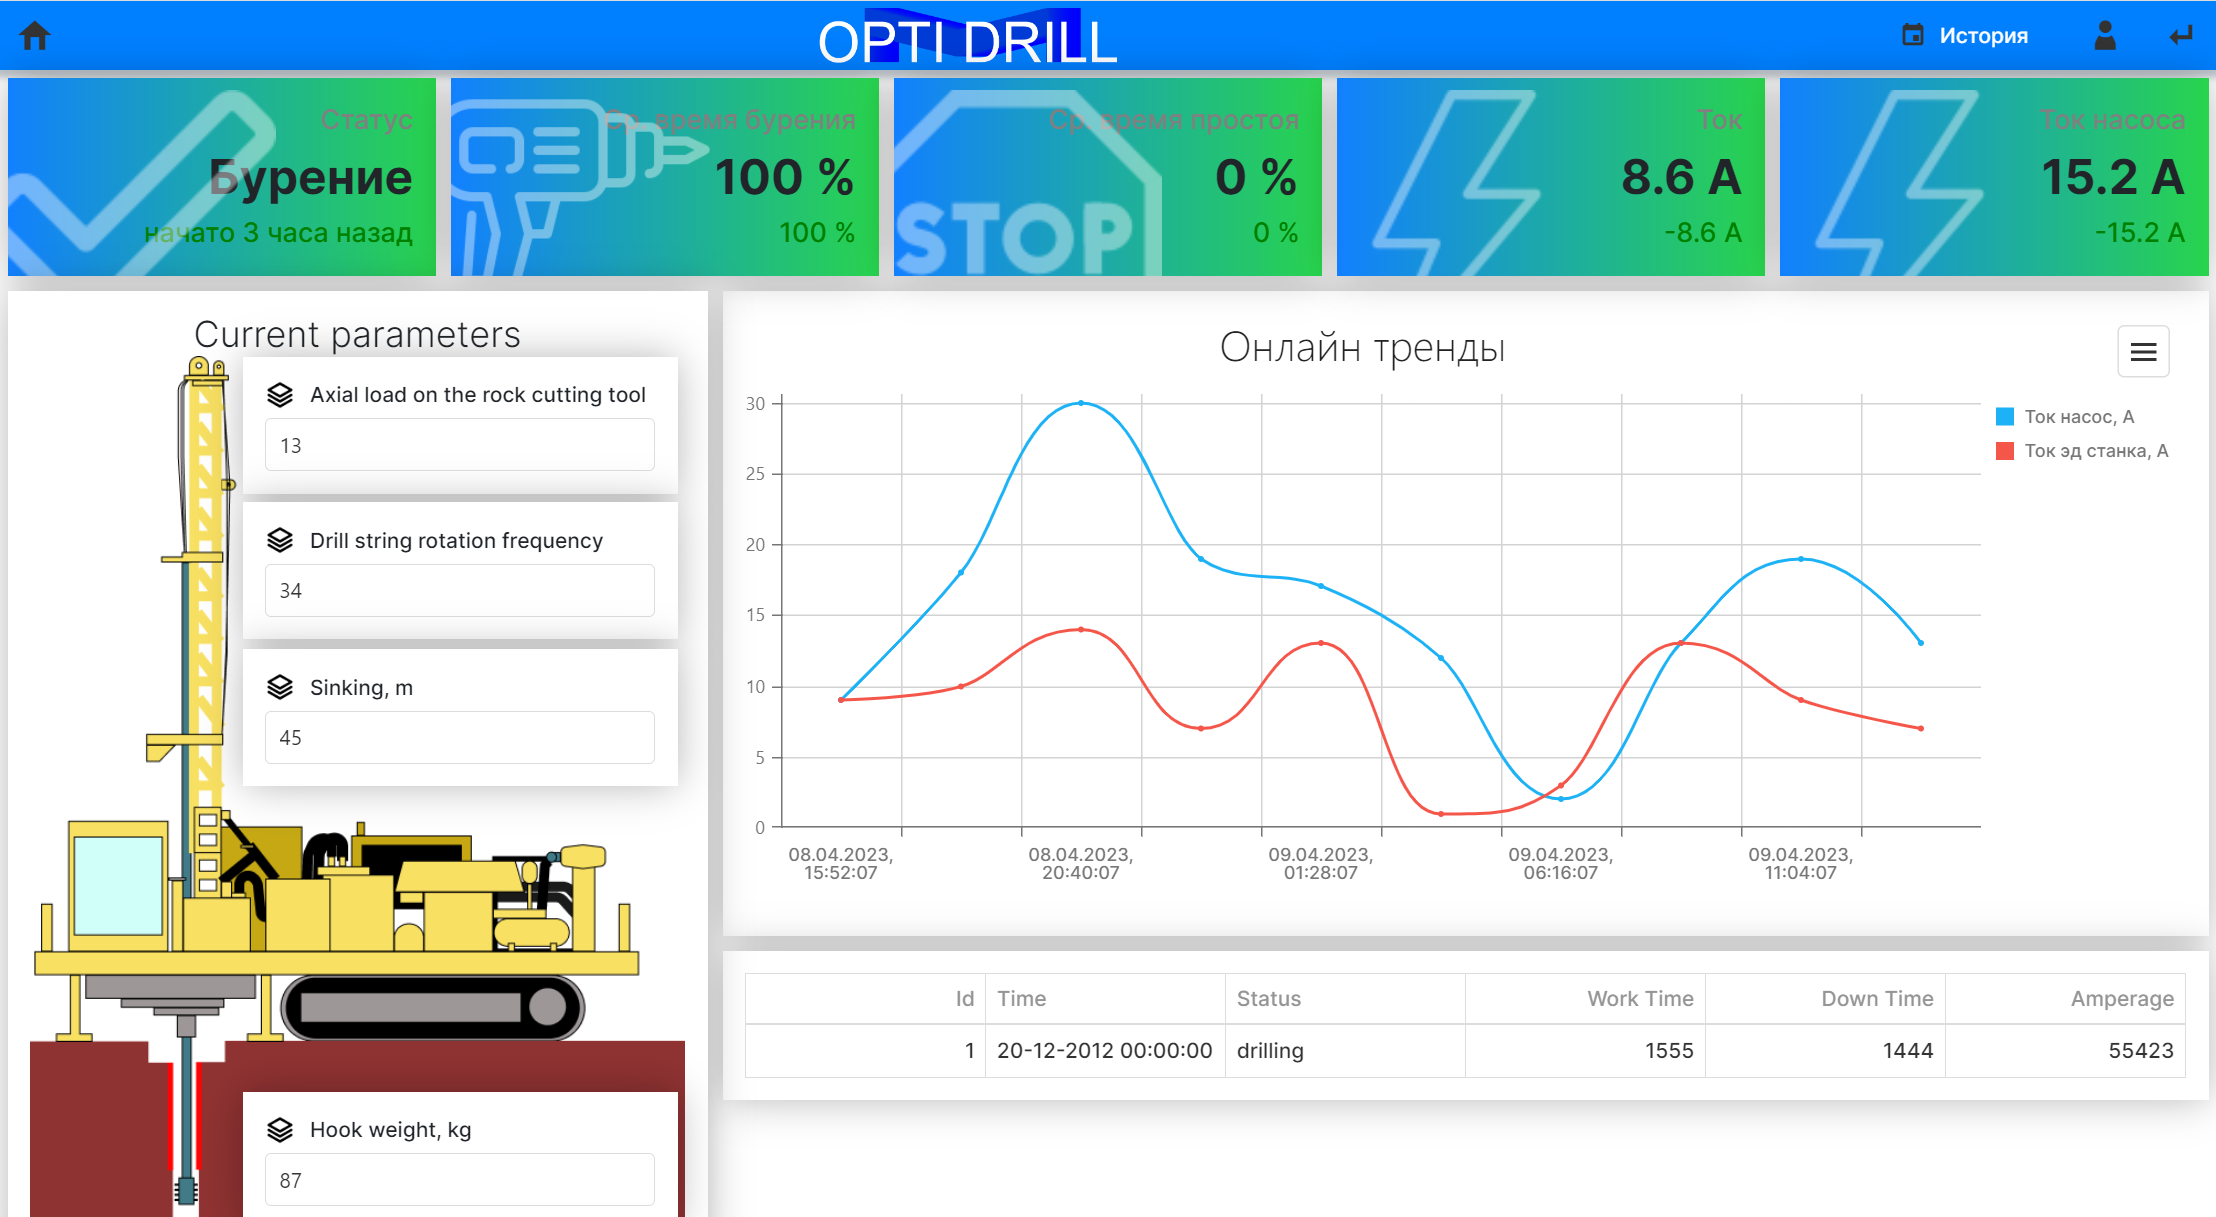 OPTI DRILL
История
Статус
Бурение
начато 3 часа назад
Ср. время бурения
100 %
100 %
Ср. время простоя
0 %
0 %
STOP
Ток
8.6 A
-8.6 A
Ток насоса
15.2 A
-15.2 A
Current parameters
Axial load on the rock cutting tool
13
Drill string rotation frequency
34
Sinking, m
45
Hook weight, kg
87
Онлайн тренды
30
25
20
15
10
5
0
08.04.2023,
15:52:07
08.04.2023,
20:40:07
09.04.2023,
01:28:07
09.04.2023,
06:16:07
09.04.2023,
11:04:07
Ток насос, А
Ток эд станка, А
Id Time Status Work Time Down Time Amperage
1 20-12-2012 00:00:00 drilling 1555 1444 55423